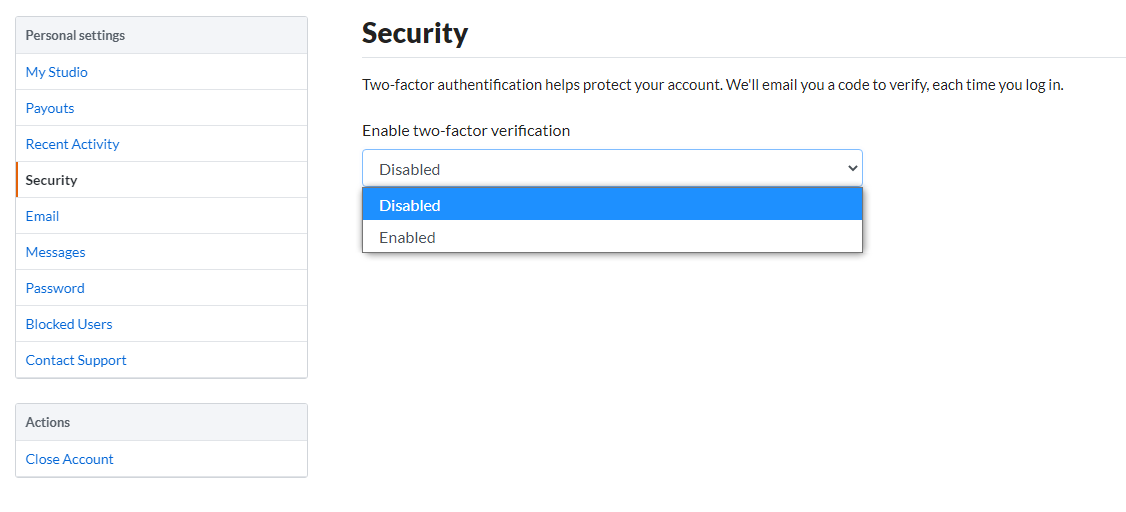 Personal settings
My Studio
Payouts
Recent Activity
Security
Email
Messages
Password
Blocked Users
Contact Support
Actions
Close Account
Security
Two-factor authentification helps protect your account. We'll email you a code to verify, each time you log in.
Enable two-factor verification
Disabled
Disabled
Enabled